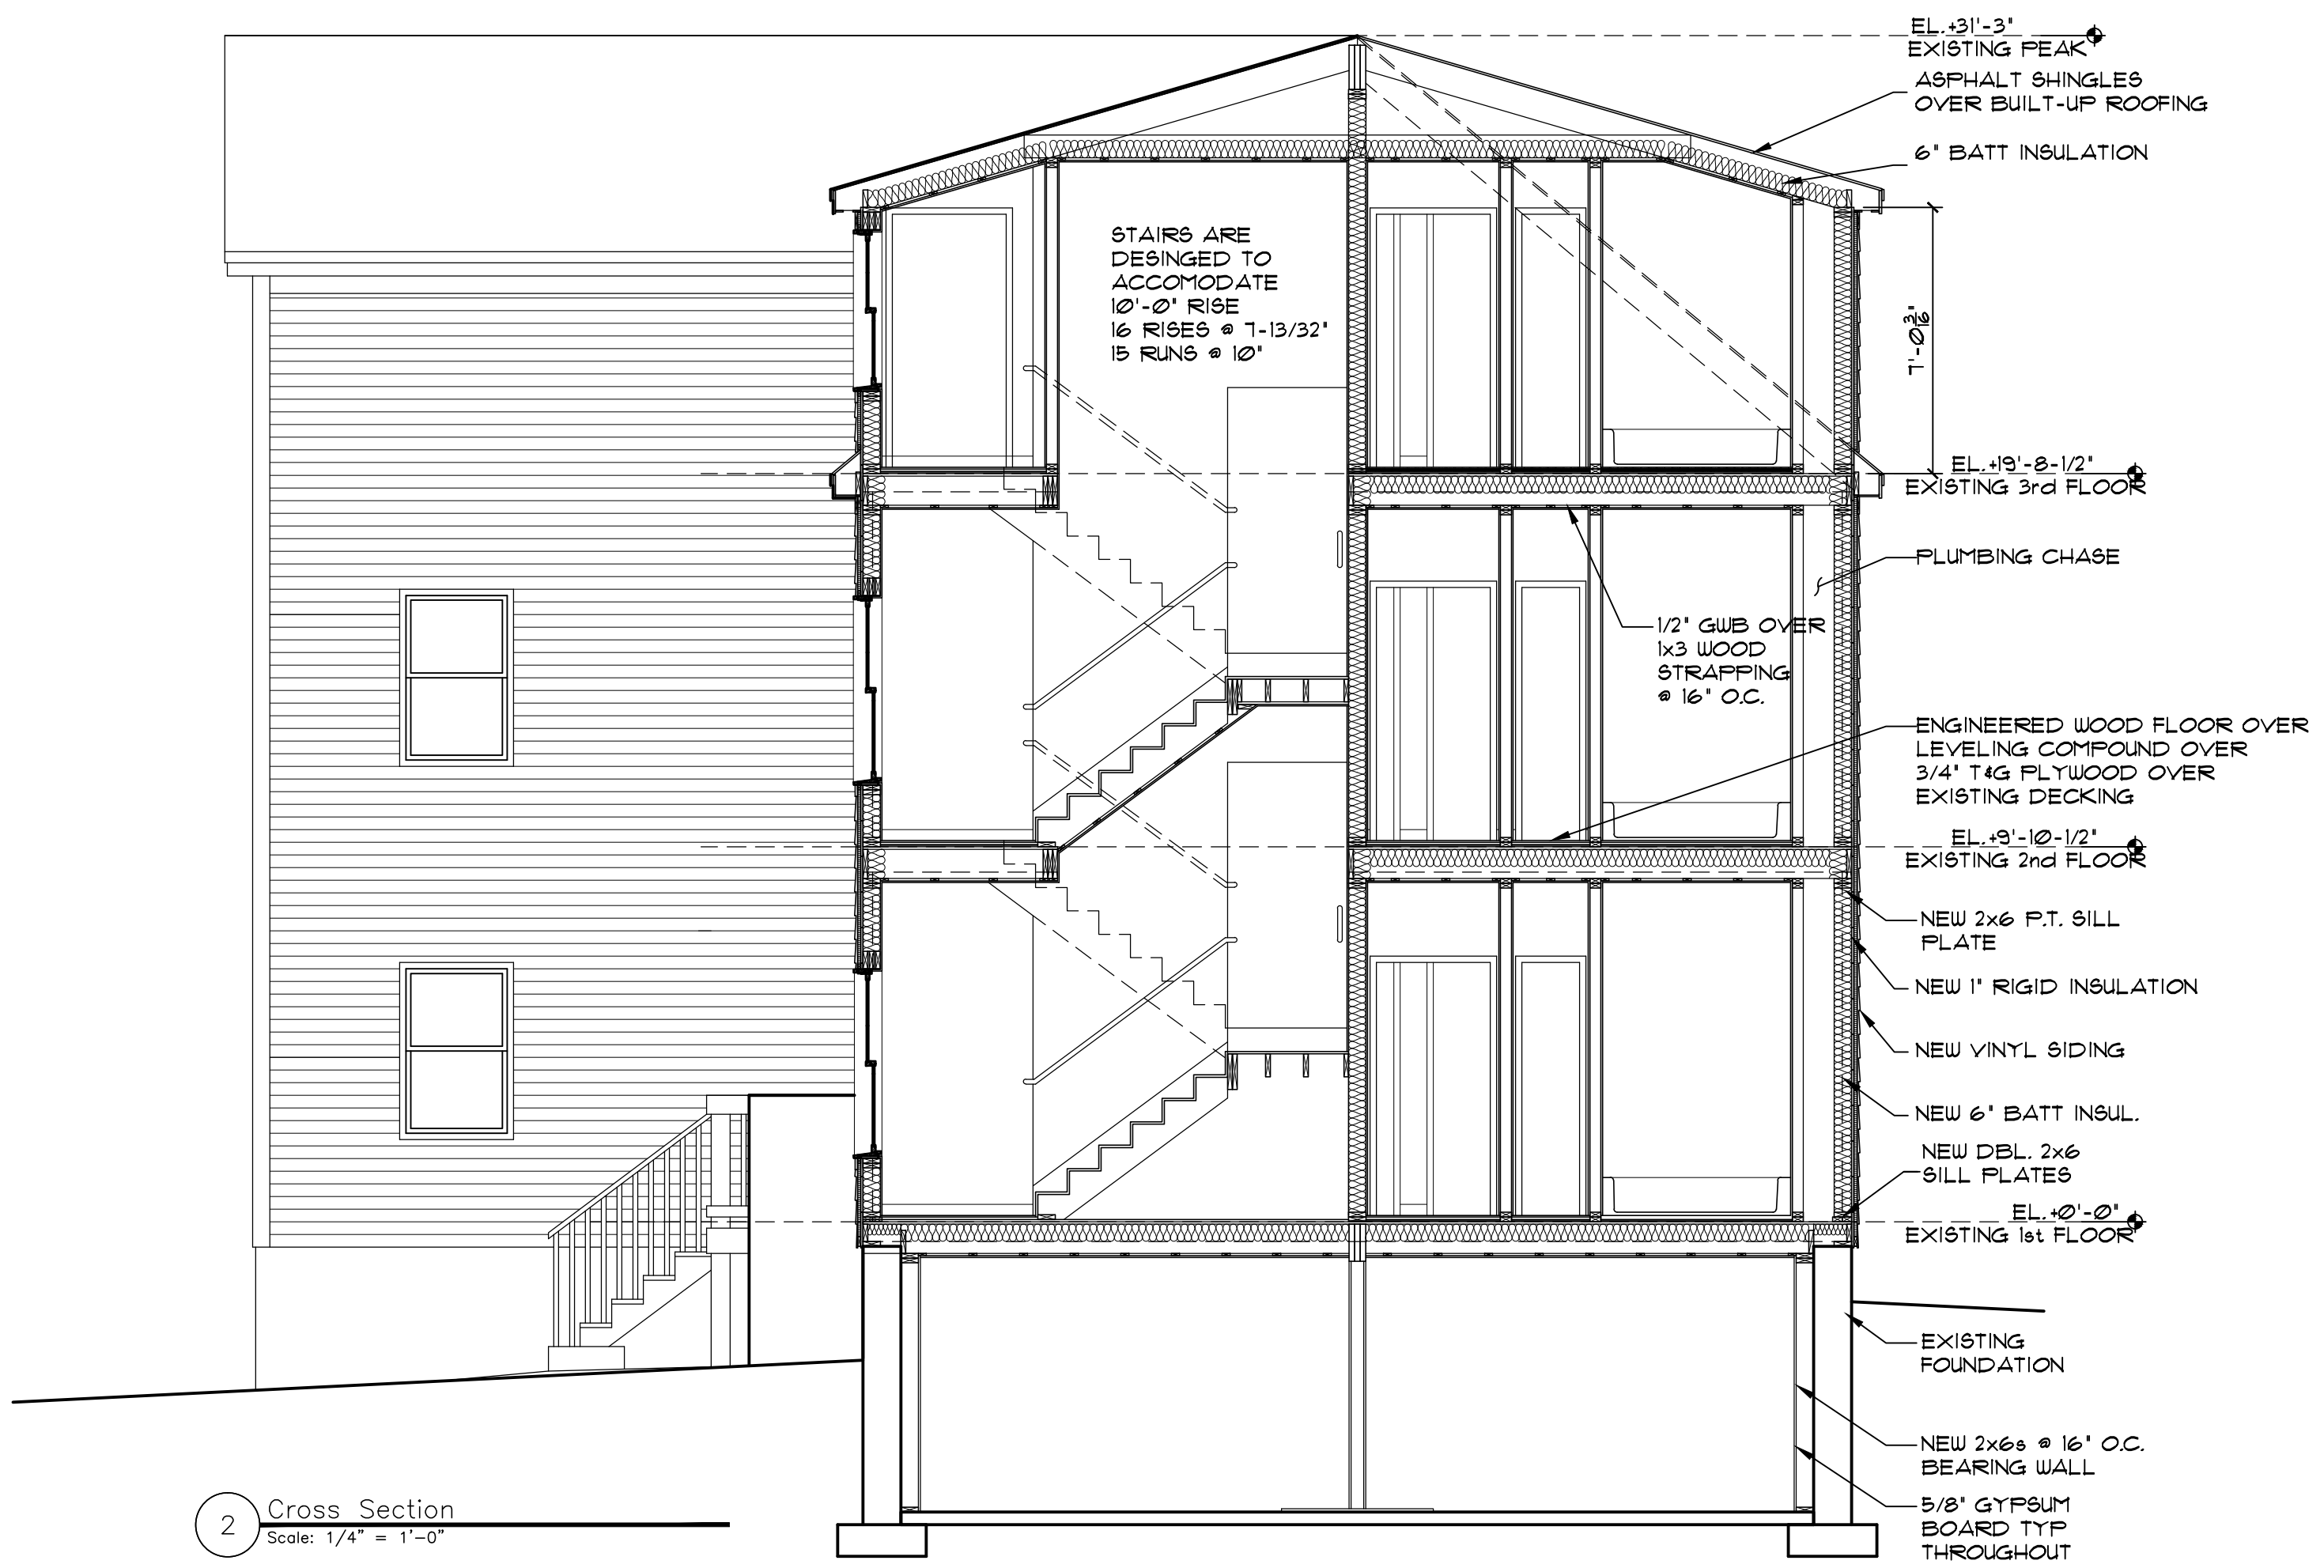 EL.+31'-3"
EXISTING PEAK
ASPHALT SHINGLES
OVER BUILT-UP ROOFING
6" BATT INSULATION
STAIRS ARE
DESINGED TO
ACCOMODATE
10'-0" RISE
16 RISES @ 7-13/32"
15 RUNS @ 10"
7'-0 3/16
EL.+19'-8-1/2"
EXISTING 3rd FLOOR
PLUMBING CHASE
1/2" GWB OVER
1x3 WOOD
STRAPPING
@ 16" O.C.
ENGINEERED WOOD FLOOR OVER
LEVELING COMPOUND OVER
3/4" T&G PLYWOOD OVER
EXISTING DECKING
EL.+9'-10-1/2"
EXISTING 2nd FLOOR
NEW 2x6 P.T. SILL
PLATE
NEW 1" RIGID INSULATION
NEW VINYL SIDING
NEW 6" BATT INSUL.
NEW DBL. 2x6
SILL PLATES
EL.+0'-0"
EXISTING 1st FLOOR
EXISTING
FOUNDATION
NEW 2x6s @ 16" O.C.
BEARING WALL
5/8" GYPSUM
BOARD TYP
THROUGHOUT
2
Cross Section
Scale: 1/4" = 1'-0"